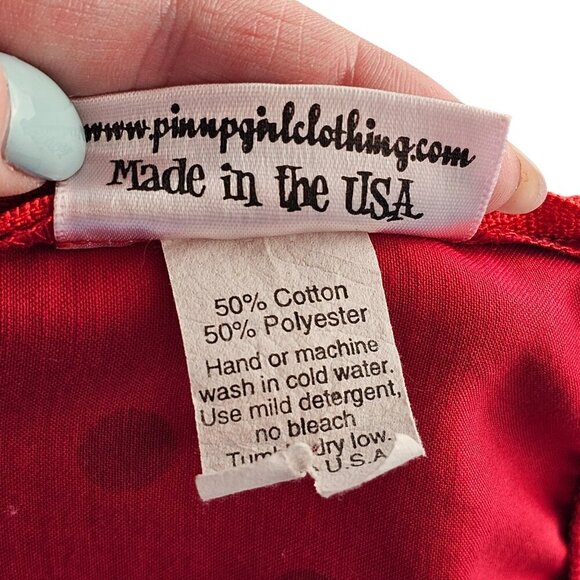 www.pinupgirlclothing.com
Made in the USA
50% Cotton
50% Polyester
Hand or machine
wash in cold water.
Use mild detergent,
no bleach
dry low.
U.S.A